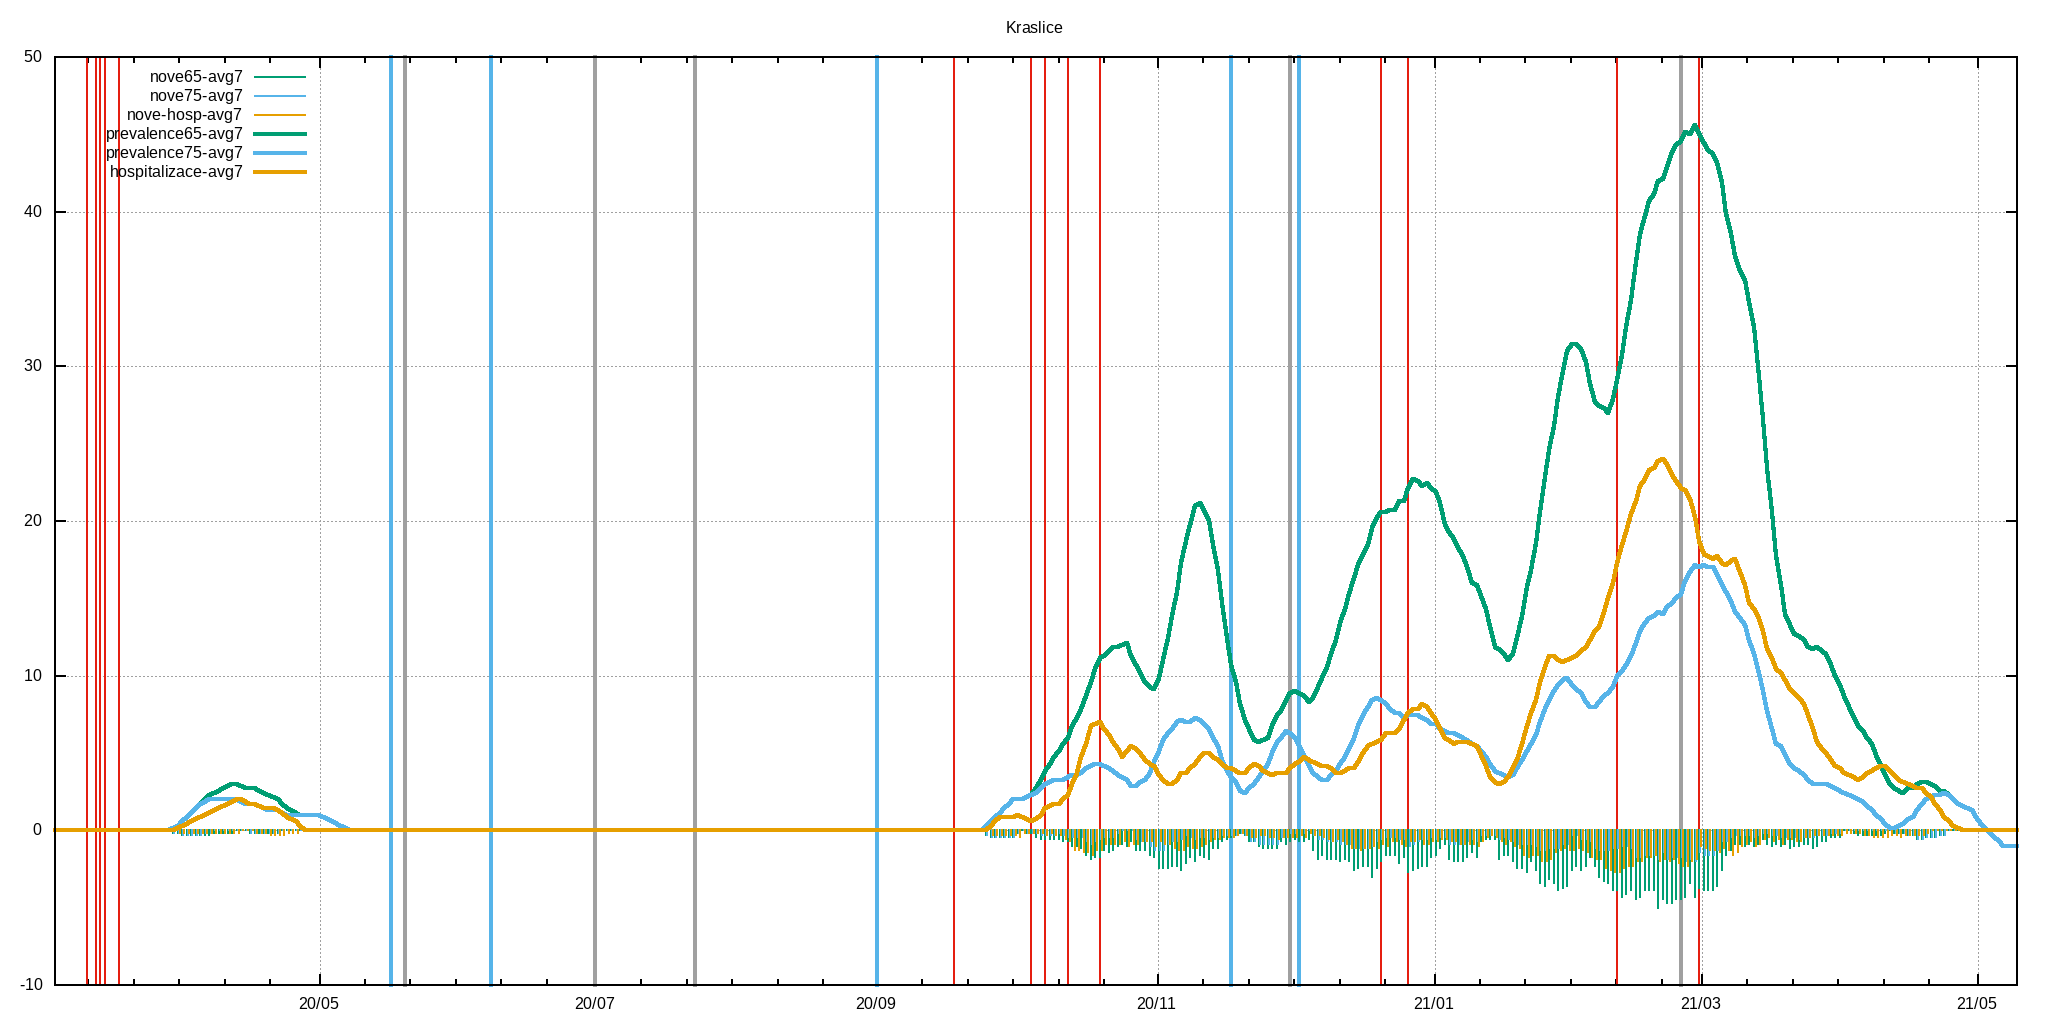 Kraslice
nove65-avg7
nove75-avg7
nove-hosp-avg7
prevalence65-avg7
prevalence75-avg7
hospitalizace-avg7
50
40
30
20
10
0
-10
20/05 20/07 20/09 20/11 21/01 21/03 21/05